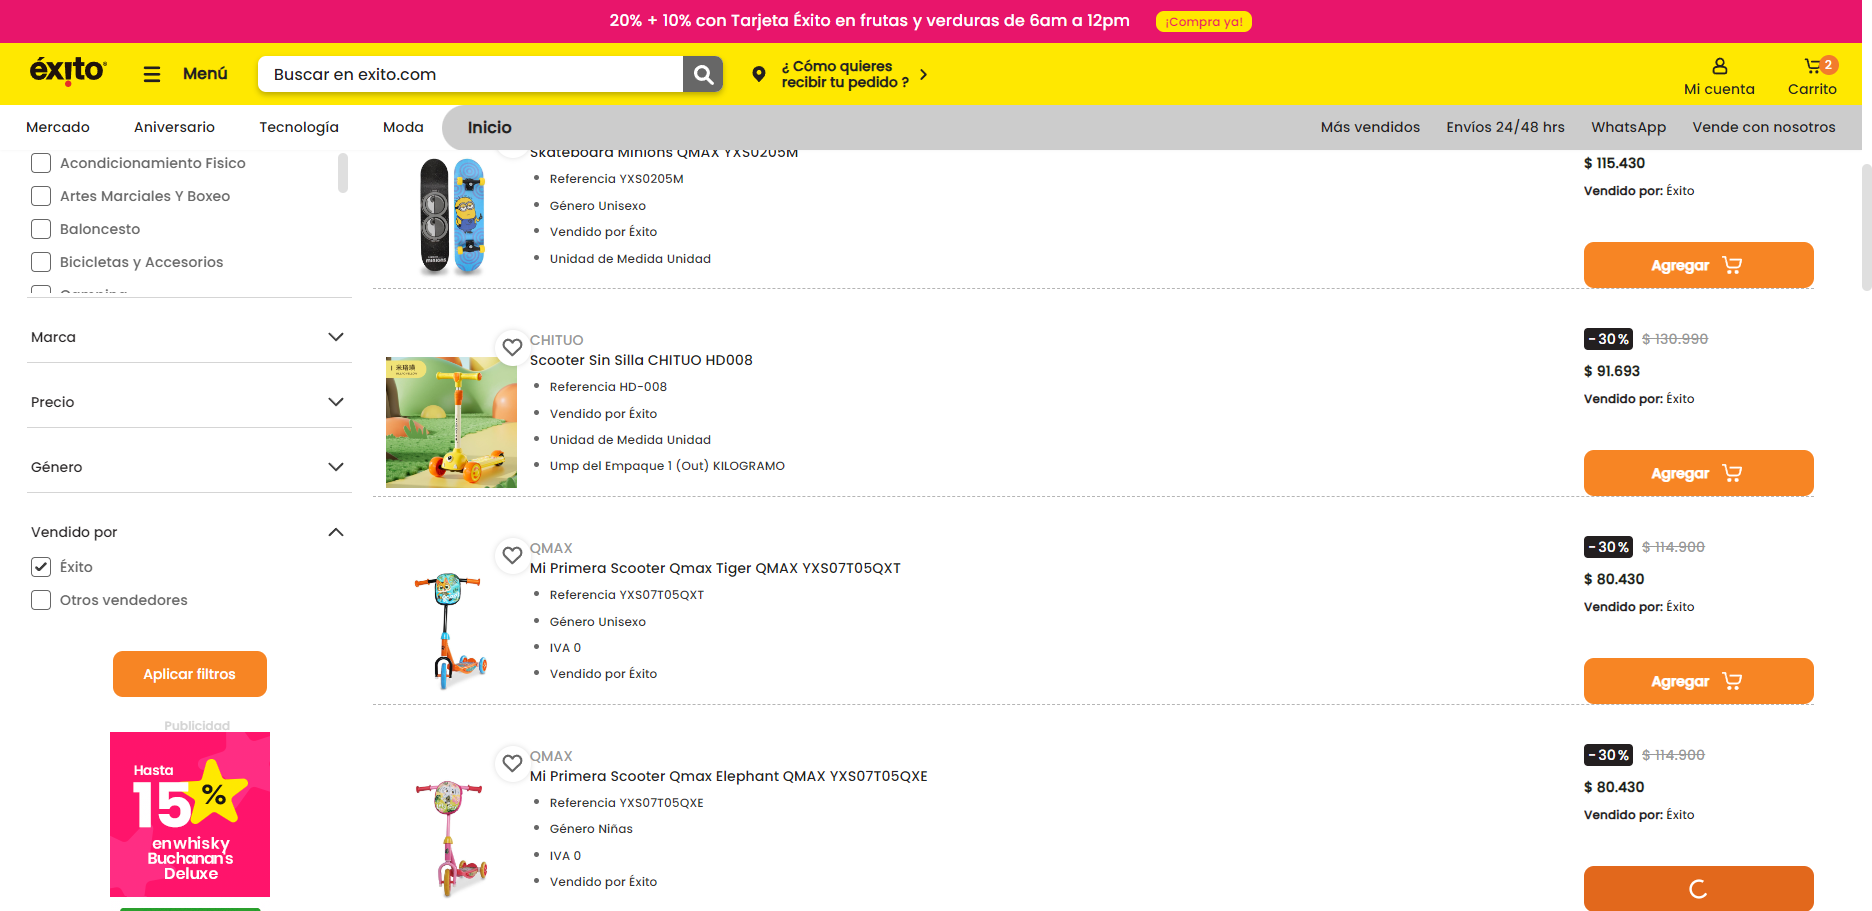 20% + 10% con Tarjeta Éxito en frutas y verduras de 6am a 12pm
¡Compra ya!
éxito
Menú
Buscar en exito.com
¿ Cómo quieres
recibir tu pedido ?
Mi cuenta
2
Carrito
Mercado
Aniversario
Tecnología
Moda
Inicio
Más vendidos
Envíos 24/48 hrs
WhatsApp
Vende con nosotros
Acondicionamiento Fisico
Artes Marciales Y Boxeo
Baloncesto
Bicicletas y Accesorios
Camping
Marca
Precio
Género
Vendido por
Éxito
Otros vendedores
Aplicar filtros
Publicidad
Hasta
15%
en whisky
Buchanan's
Deluxe
Skateboard Minions QMAX YXS0205M
Referencia YXS0205M
Género Unisexo
Vendido por Éxito
Unidad de Medida Unidad
$ 115.430
Vendido por: Éxito
Agregar
CHITUO
Scooter Sin Silla CHITUO HD008
Referencia HD-008
Vendido por Éxito
Unidad de Medida Unidad
Ump del Empaque 1 (Out) KILOGRAMO
-30% $ 130.990
$ 91.693
Vendido por: Éxito
Agregar
QMAX
Mi Primera Scooter Qmax Tiger QMAX YXS07T05QXT
Referencia YXS07T05QXT
Género Unisexo
IVA 0
Vendido por Éxito
-30% $ 114.900
$ 80.430
Vendido por: Éxito
Agregar
QMAX
Mi Primera Scooter Qmax Elephant QMAX YXS07T05QXE
Referencia YXS07T05QXE
Género Niñas
IVA 0
Vendido por Éxito
-30% $ 114.900
$ 80.430
Vendido por: Éxito